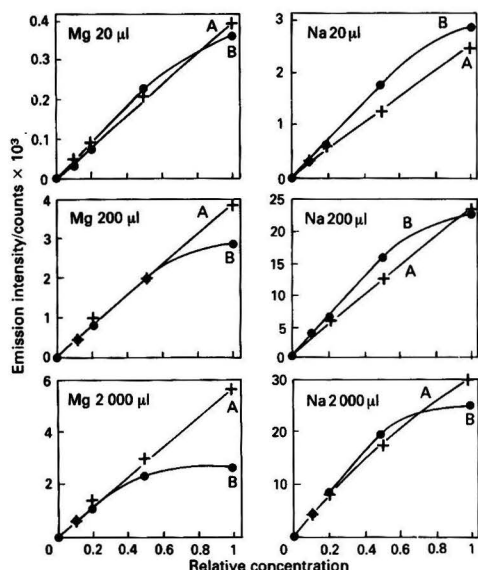 Emission intensity/counts × 10³
Mg 20 µl
0.4
0.3
0.2
0.1
0
A
B
Na 20 µl
3
2
1
0
B
A
Mg 200 µl
4
3
2
1
0
A
B
Na 200 µl
25
20
15
10
5
0
B
A
Mg 2 000 µl
6
4
2
0
A
B
Na 2 000 µl
30
20
10
0
A
B
0 0.2 0.4 0.6 0.8 1
0 0.2 0.4 0.6 0.8 1
Relative concentration